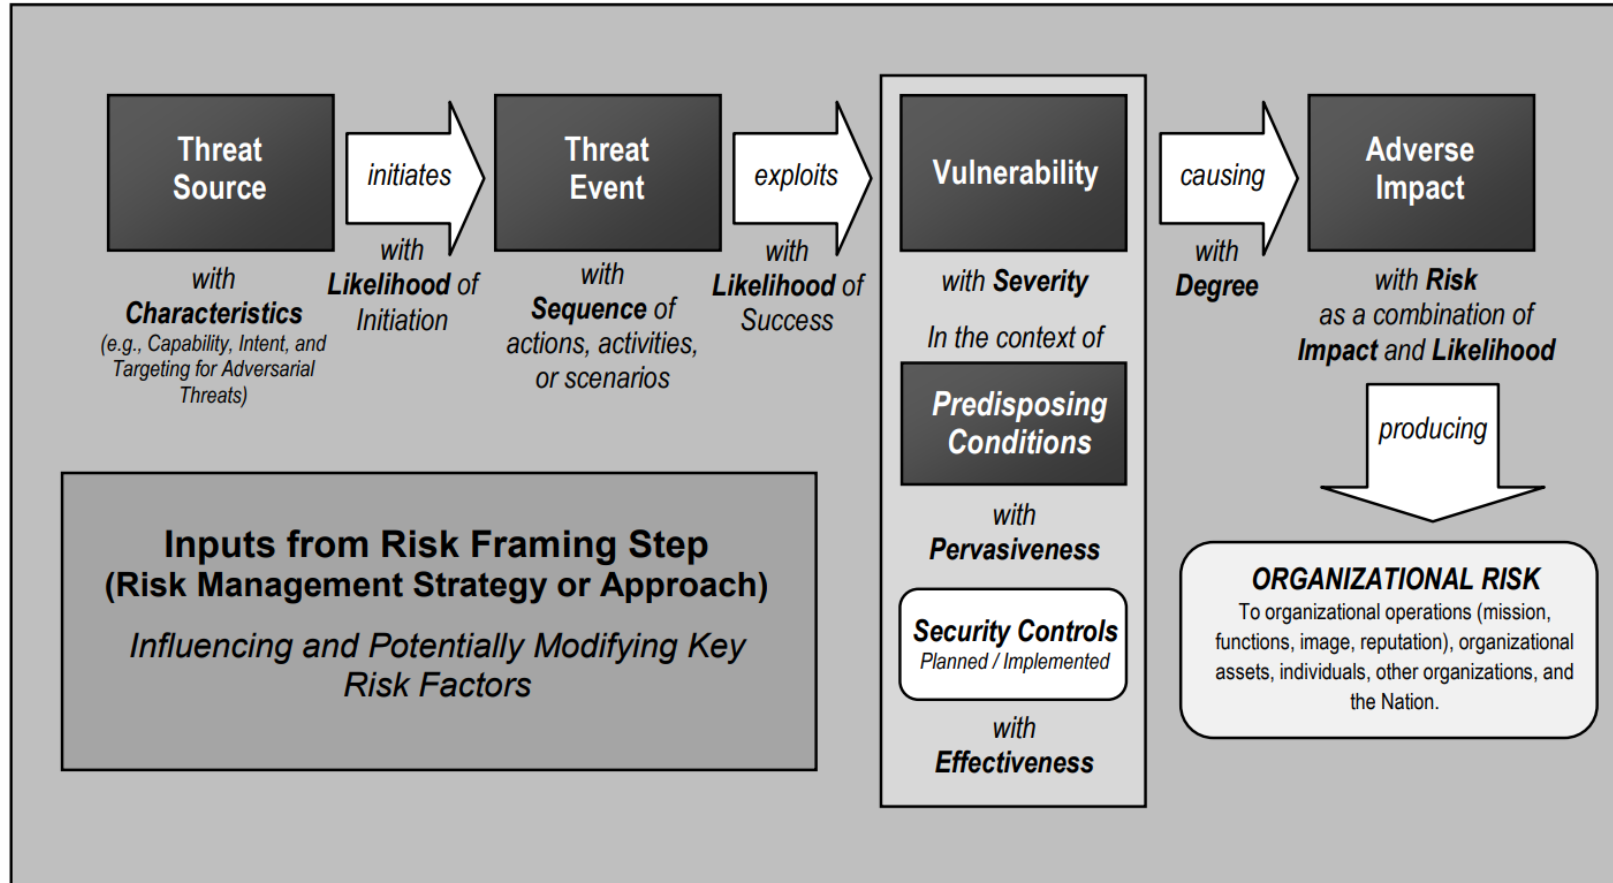 Threat
Source
initiates
Threat
Event
exploits
Vulnerability
causing
Adverse
Impact
with
Characteristics
(e.g., Capability, Intent, and
Targeting for Adversarial
Threats)
with
Likelihood of
Initiation
with
Sequence of
actions, activities,
or scenarios
with
Likelihood of
Success
with Severity
In the context of
Predisposing
Conditions
with
Pervasiveness
Security Controls
Planned / Implemented
with
Effectiveness
with
Degree
with Risk
as a combination of
Impact and Likelihood
producing
ORGANIZATIONAL RISK
To organizational operations (mission,
functions, image, reputation), organizational
assets, individuals, other organizations, and
the Nation.
Inputs from Risk Framing Step
(Risk Management Strategy or Approach)
Influencing and Potentially Modifying Key
Risk Factors